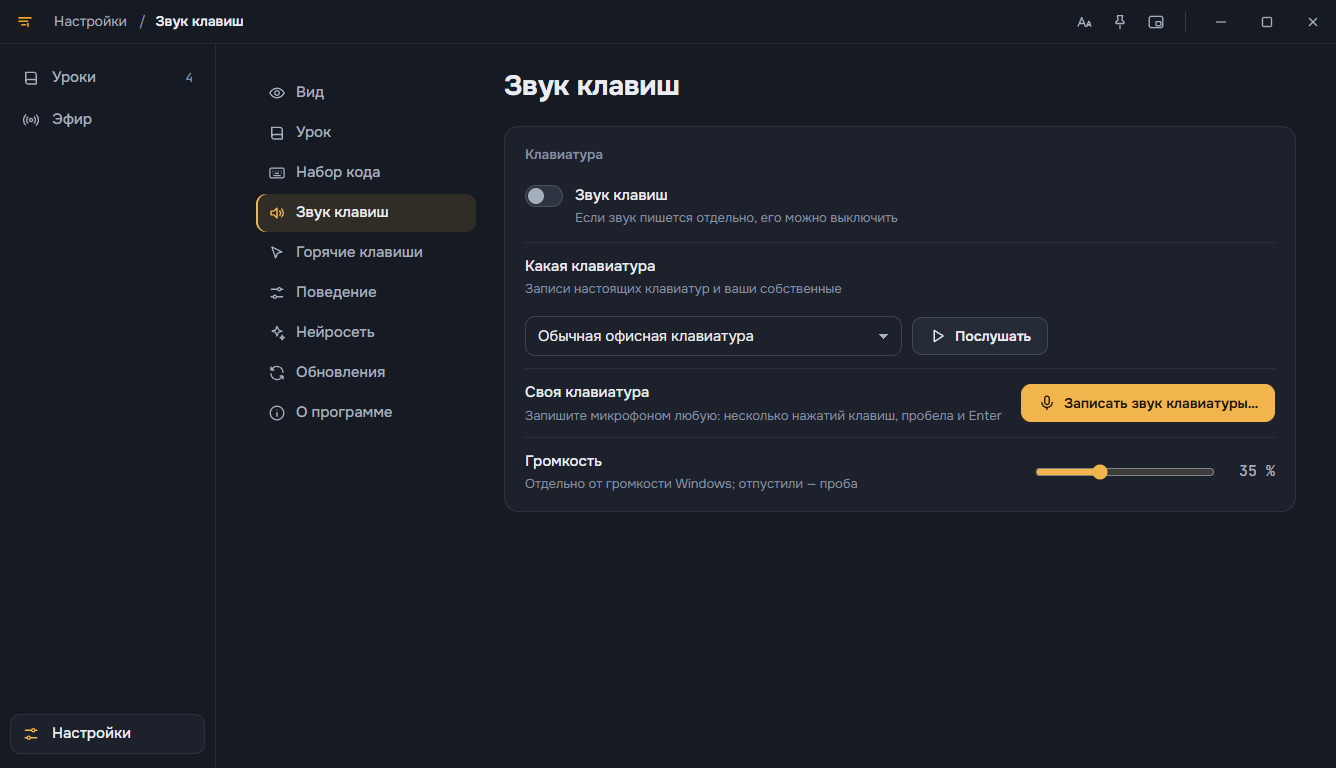 Настройки / Звук клавиш
Уроки 4
Эфир
Настройки
Вид
Урок
Набор кода
Звук клавиш
Горячие клавиши
Поведение
Нейросеть
Обновления
О программе
Звук клавиш
Клавиатура
Звук клавиш
Если звук пишется отдельно, его можно выключить
Какая клавиатура
Записи настоящих клавиатур и ваши собственные
Обычная офисная клавиатура
Послушать
Своя клавиатура
Запишите микрофоном любую: несколько нажатий клавиш, пробела и Enter
Записать звук клавиатуры...
Громкость
Отдельно от громкости Windows; отпустили — проба
35 %